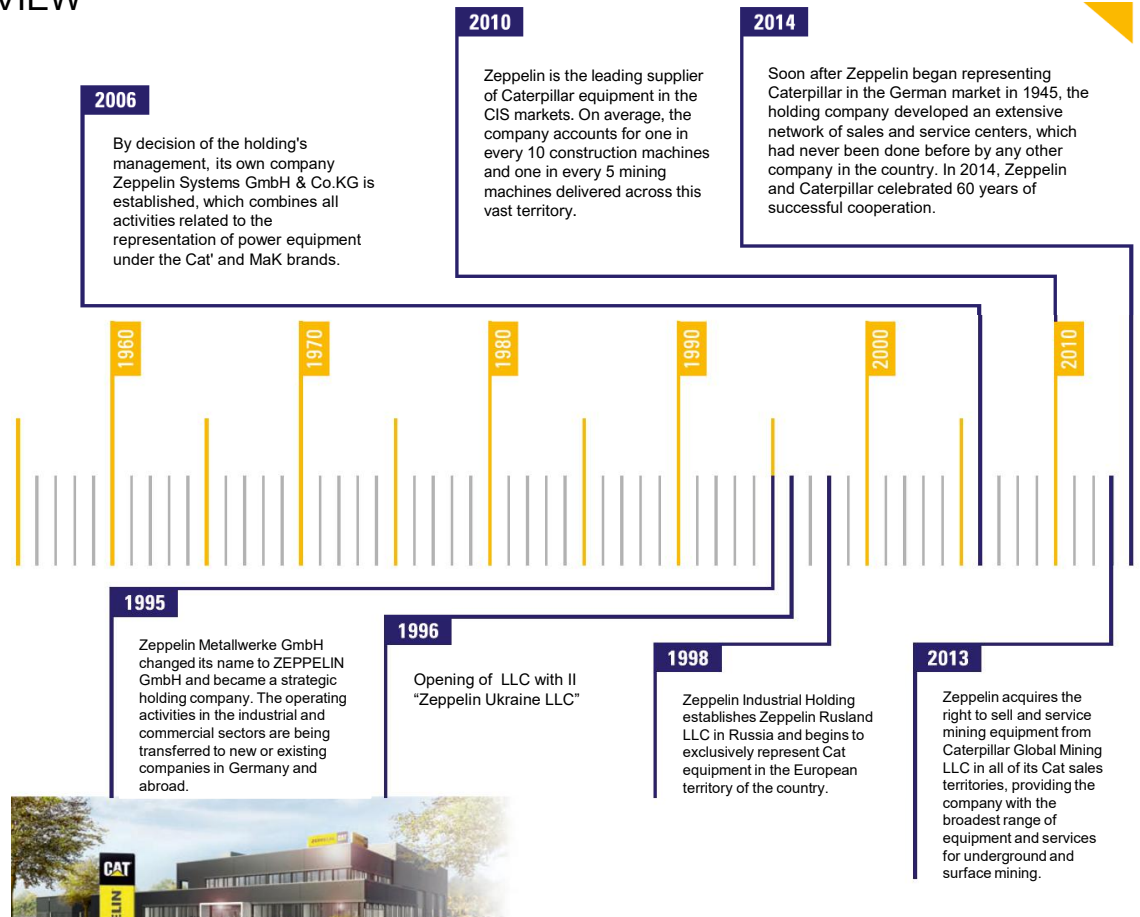 VIEW
2010
Zeppelin is the leading supplier
of Caterpillar equipment in the
CIS markets. On average, the
company accounts for one in
every 10 construction machines
and one in every 5 mining
machines delivered across this
vast territory.
2014
Soon after Zeppelin began representing
Caterpillar in the German market in 1945, the
holding company developed an extensive
network of sales and service centers, which
had never been done before by any other
company in the country. In 2014, Zeppelin
and Caterpillar celebrated 60 years of
successful cooperation.
2006
By decision of the holding's
management, its own company
Zeppelin Systems GmbH & Co.KG is
established, which combines all
activities related to the
representation of power equipment
under the Cat' and MaK brands.
1960
1970
1980
1990
2000
2010
1995
Zeppelin Metallwerke GmbH
changed its name to ZEPPELIN
GmbH and became a strategic
holding company. The operating
activities in the industrial and
commercial sectors are being
transferred to new or existing
companies in Germany and
abroad.
1996
Opening of LLC with II
“Zeppelin Ukraine LLC”
1998
Zeppelin Industrial Holding
establishes Zeppelin Rusland
LLC in Russia and begins to
exclusively represent Cat
equipment in the European
territory of the country.
2013
Zeppelin acquires the
right to sell and service
mining equipment from
Caterpillar Global Mining
LLC in all of its Cat sales
territories, providing the
company with the
broadest range of
equipment and services
for underground and
surface mining.
CAT